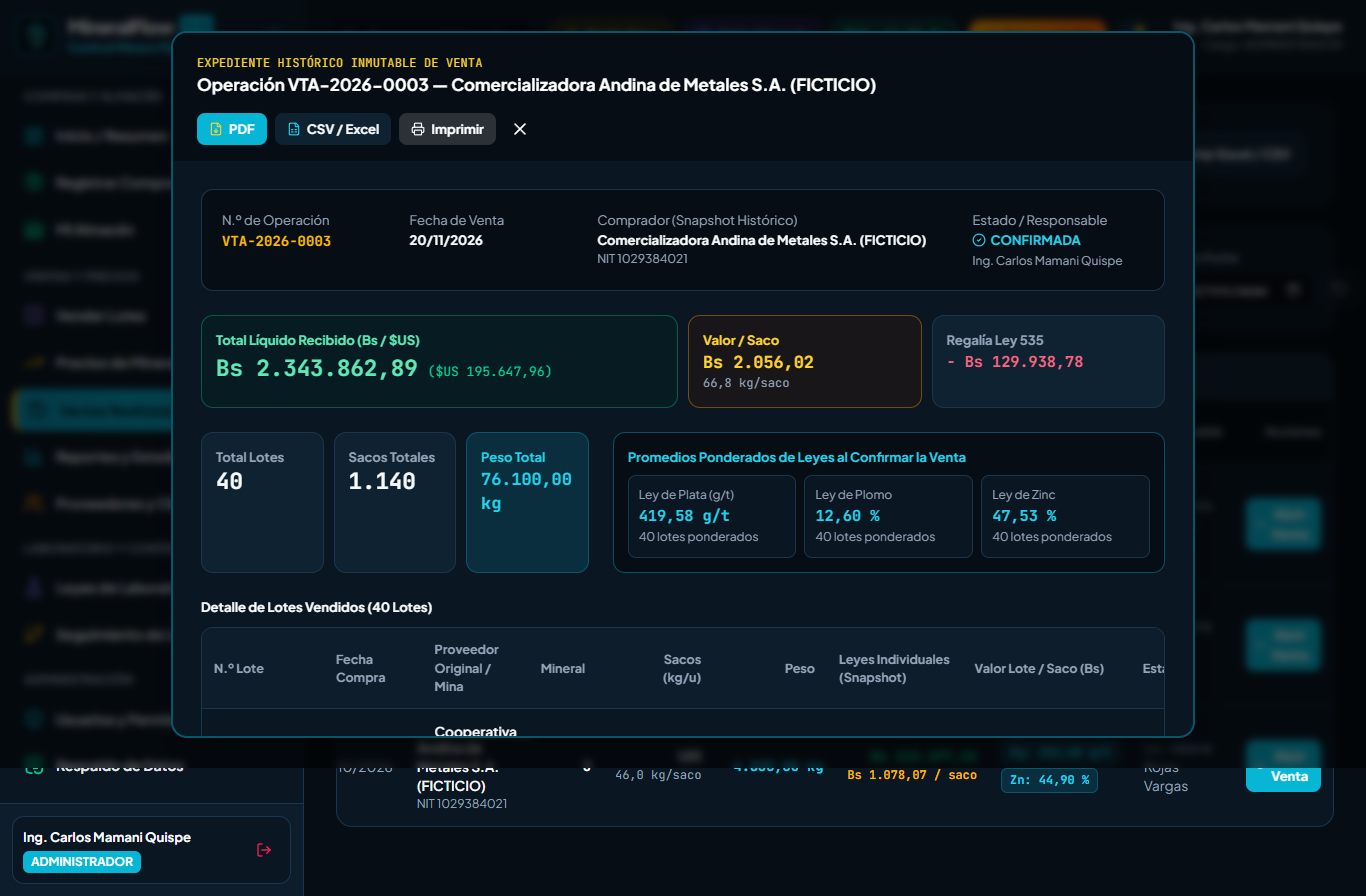 MineralFlow
Ing. Carlos Mamani Quispe
EXPEDIENTE HISTÓRICO INMUTABLE DE VENTA
Operación VTA-2026-0003 — Comercializadora Andina de Metales S.A. (FICTICIO)
PDF
CSV / Excel
Imprimir
N.º de Operación
VTA-2026-0003
Fecha de Venta
20/11/2026
Comprador (Snapshot Histórico)
Comercializadora Andina de Metales S.A. (FICTICIO)
NIT 1029384021
Estado / Responsable
CONFIRMADA
Ing. Carlos Mamani Quispe
Total Líquido Recibido (Bs / $US)
Bs 2.343.862,89 ($US 195.647,96)
Valor / Saco
Bs 2.056,02
66,8 kg/saco
Regalía Ley 535
- Bs 129.938,78
Total Lotes
40
Sacos Totales
1.140
Peso Total
76.100,00
kg
Promedios Ponderados de Leyes al Confirmar la Venta
Ley de Plata (g/t)
419,58 g/t
40 lotes ponderados
Ley de Plomo
12,60 %
40 lotes ponderados
Ley de Zinc
47,53 %
40 lotes ponderados
Detalle de Lotes Vendidos (40 Lotes)
N.º Lote
Fecha
Compra
Proveedor
Original /
Mina
Mineral
Sacos
(kg/u)
Peso
Leyes Individuales
(Snapshot)
Valor Lote / Saco (Bs)
Esta
Cooperativa
Respaldo de Datos
10/2026
Metales S.A.
(FICTICIO)
NIT 1029384021
46,0 kg/saco
Bs 1.078,07 / saco
Zn: 44,90 %
Rojas
Vargas
Venta
Ing. Carlos Mamani Quispe
ADMINISTRADOR